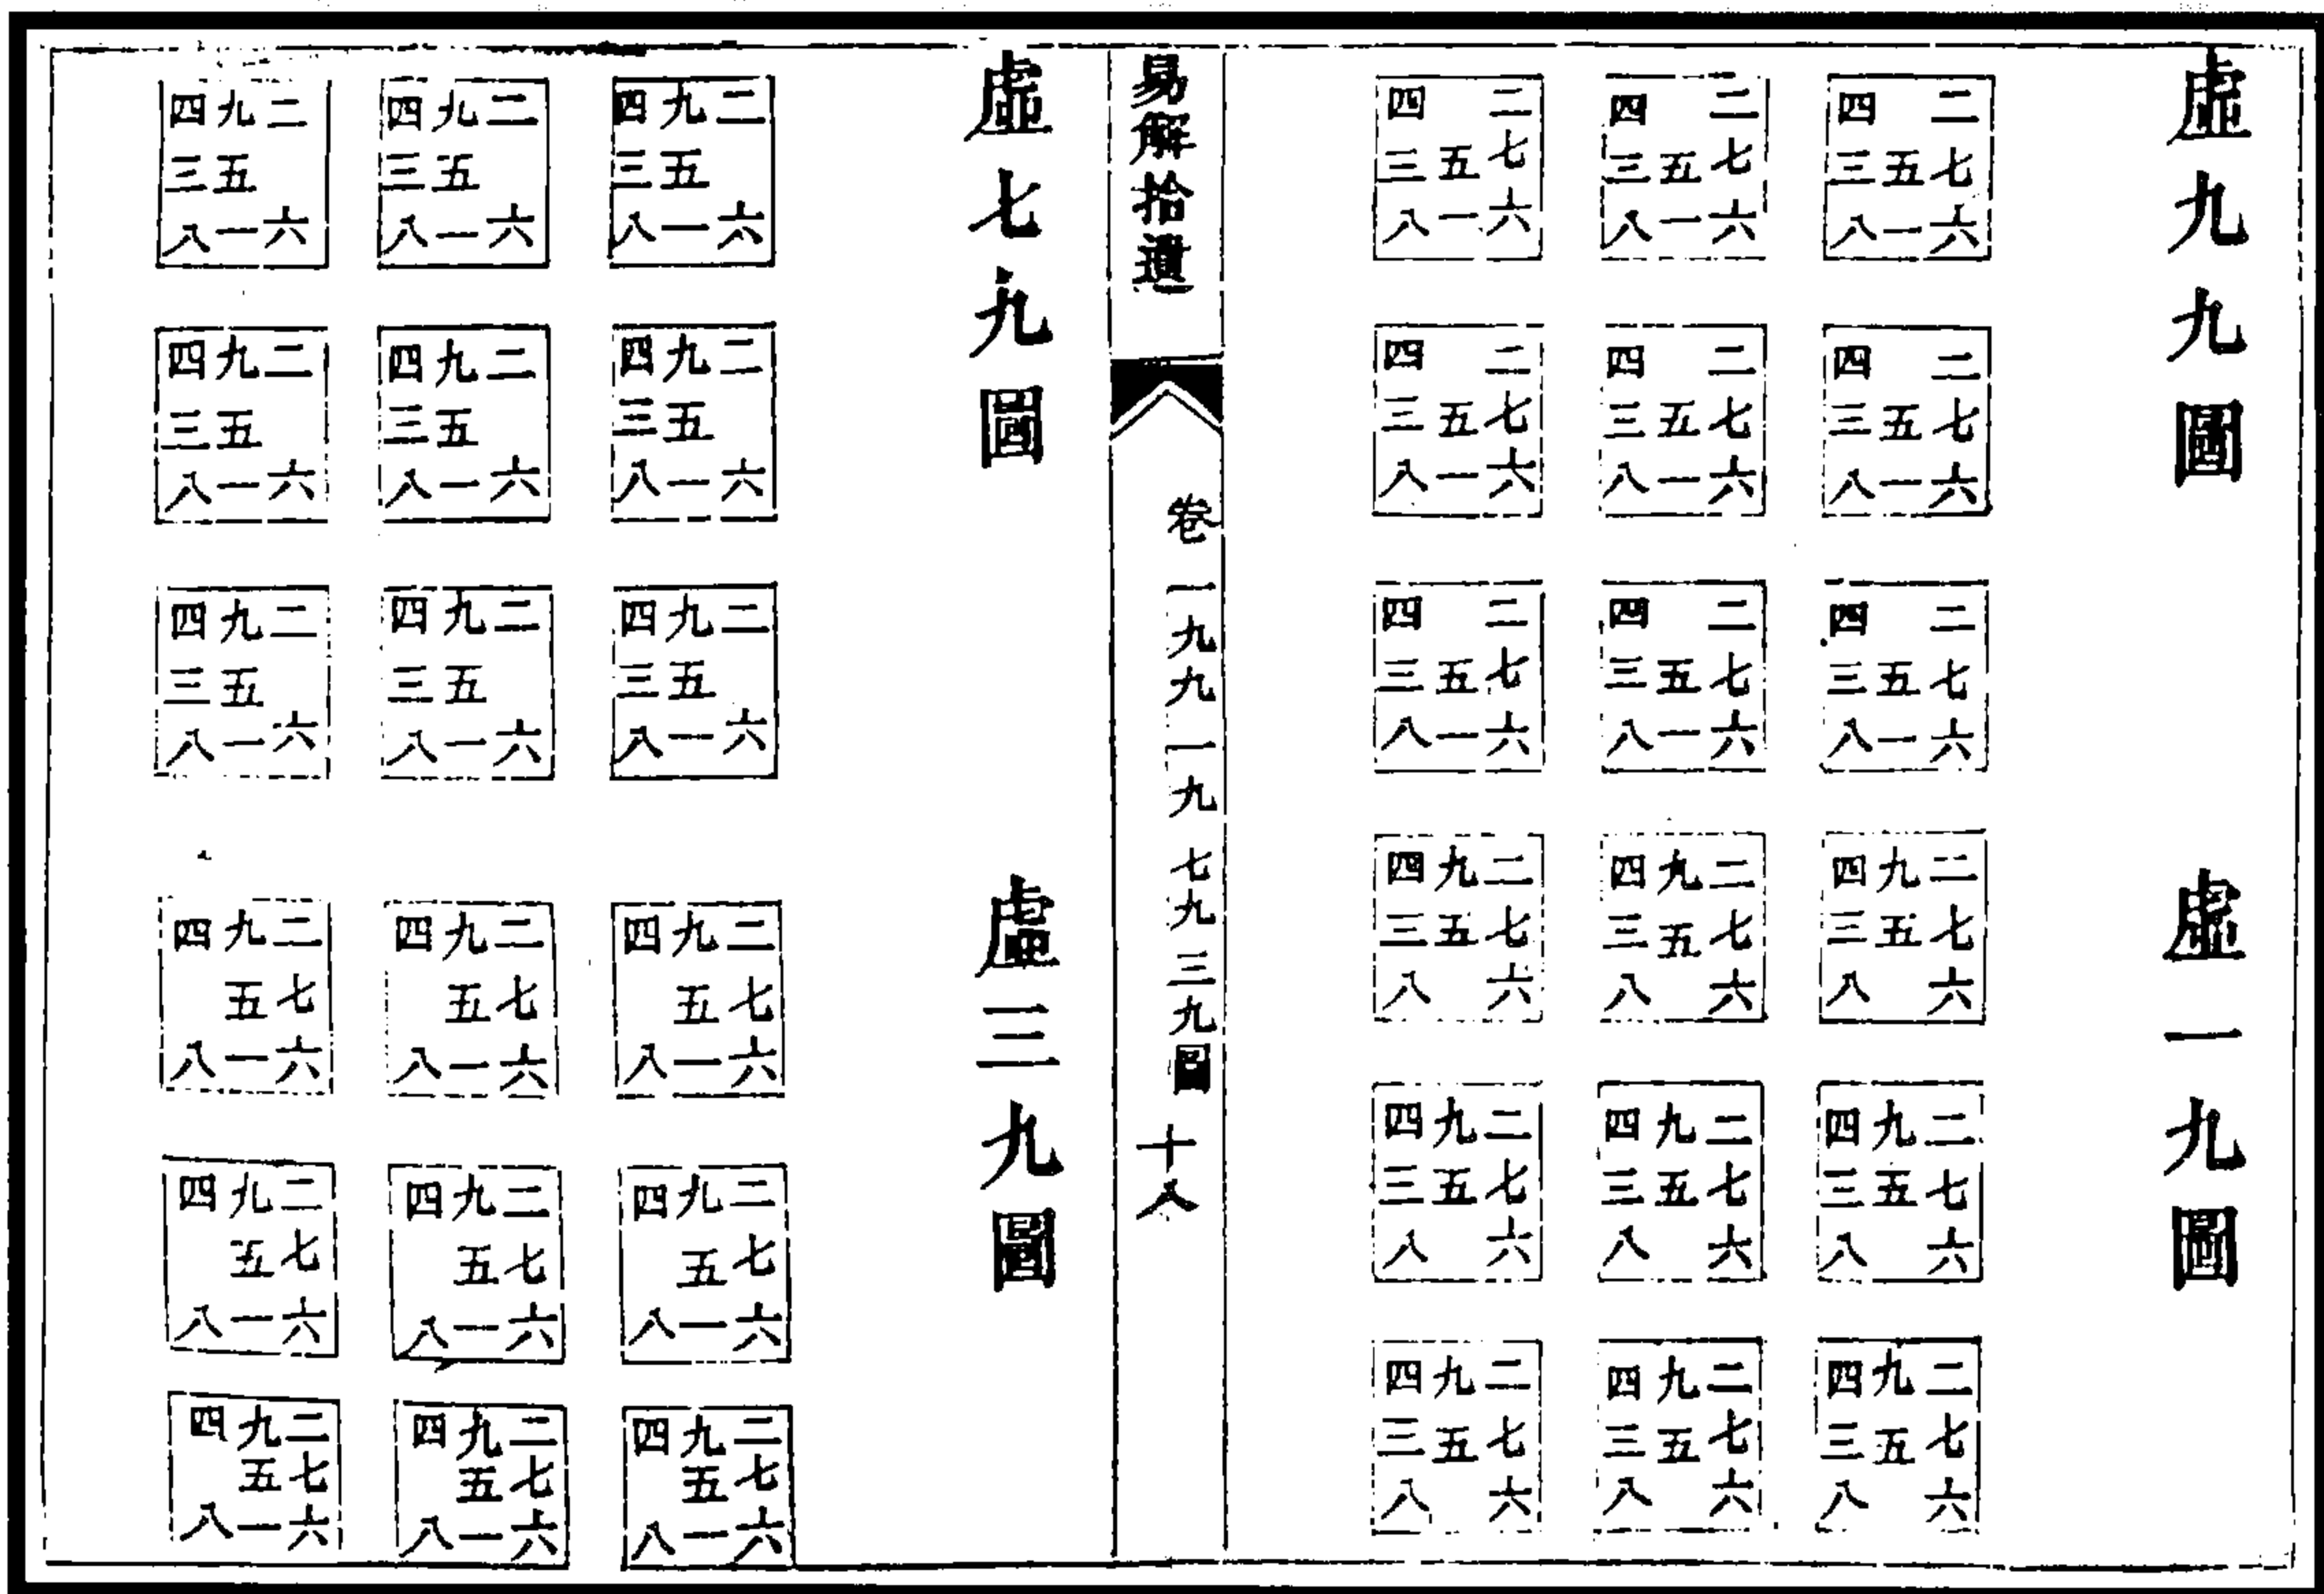 虛九九圖
四 二
三五七
八一六
四 二
三五七
八一六
四 二
三五七
八一六
四 二
三五七
八一六
四 二
三五七
八一六
四 二
三五七
八一六
四 二
三五七
八一六
四 二
三五七
八一六
四 二
三五七
八一六
虛一九圖
四九二
三五七
八 六
四九二
三五七
八 六
四九二
三五七
八 六
四九二
三五七
八 六
四九二
三五七
八 六
四九二
三五七
八 六
四九二
三五七
八 六
四九二
三五七
八 六
四九二
三五七
八 六
易解拾遺
卷一九九一九七九三九圖
十八
虛七九圖
四九二
三五
八一六
四九二
三五
八一六
四九二
三五
八一六
四九二
三五
八一六
四九二
三五
八一六
四九二
三五
八一六
四九二
三五
八一六
四九二
三五
八一六
四九二
三五
八一六
虛三九圖
四九二
五七
八一六
四九二
五七
八一六
四九二
五七
八一六
四九二
五七
八一六
四九二
五七
八一六
四九二
五七
八一六
四九二
五七
八一六
四九二
五七
八一六
四九二
五七
八一六